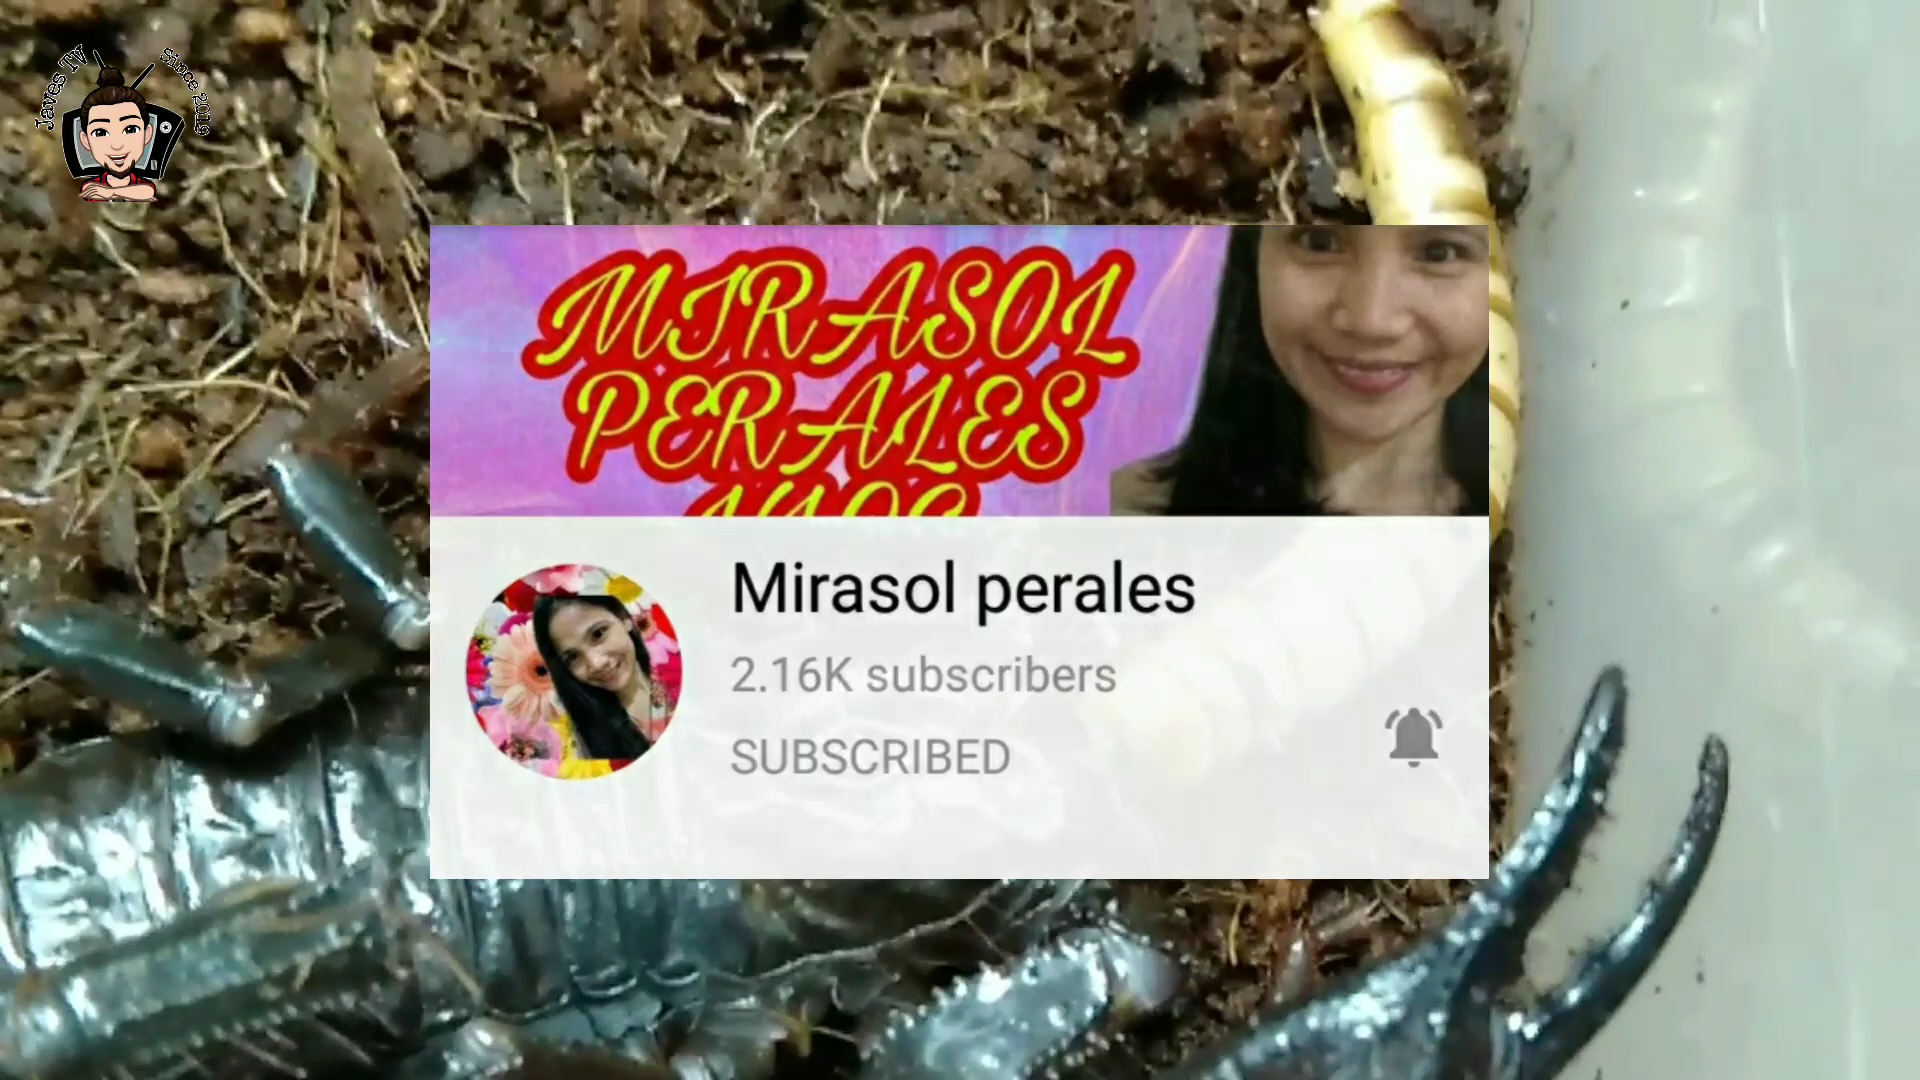 Javes Tv
Since 2019
MIRASOL
PERALES
Mirasol perales
2.16K subscribers
SUBSCRIBED